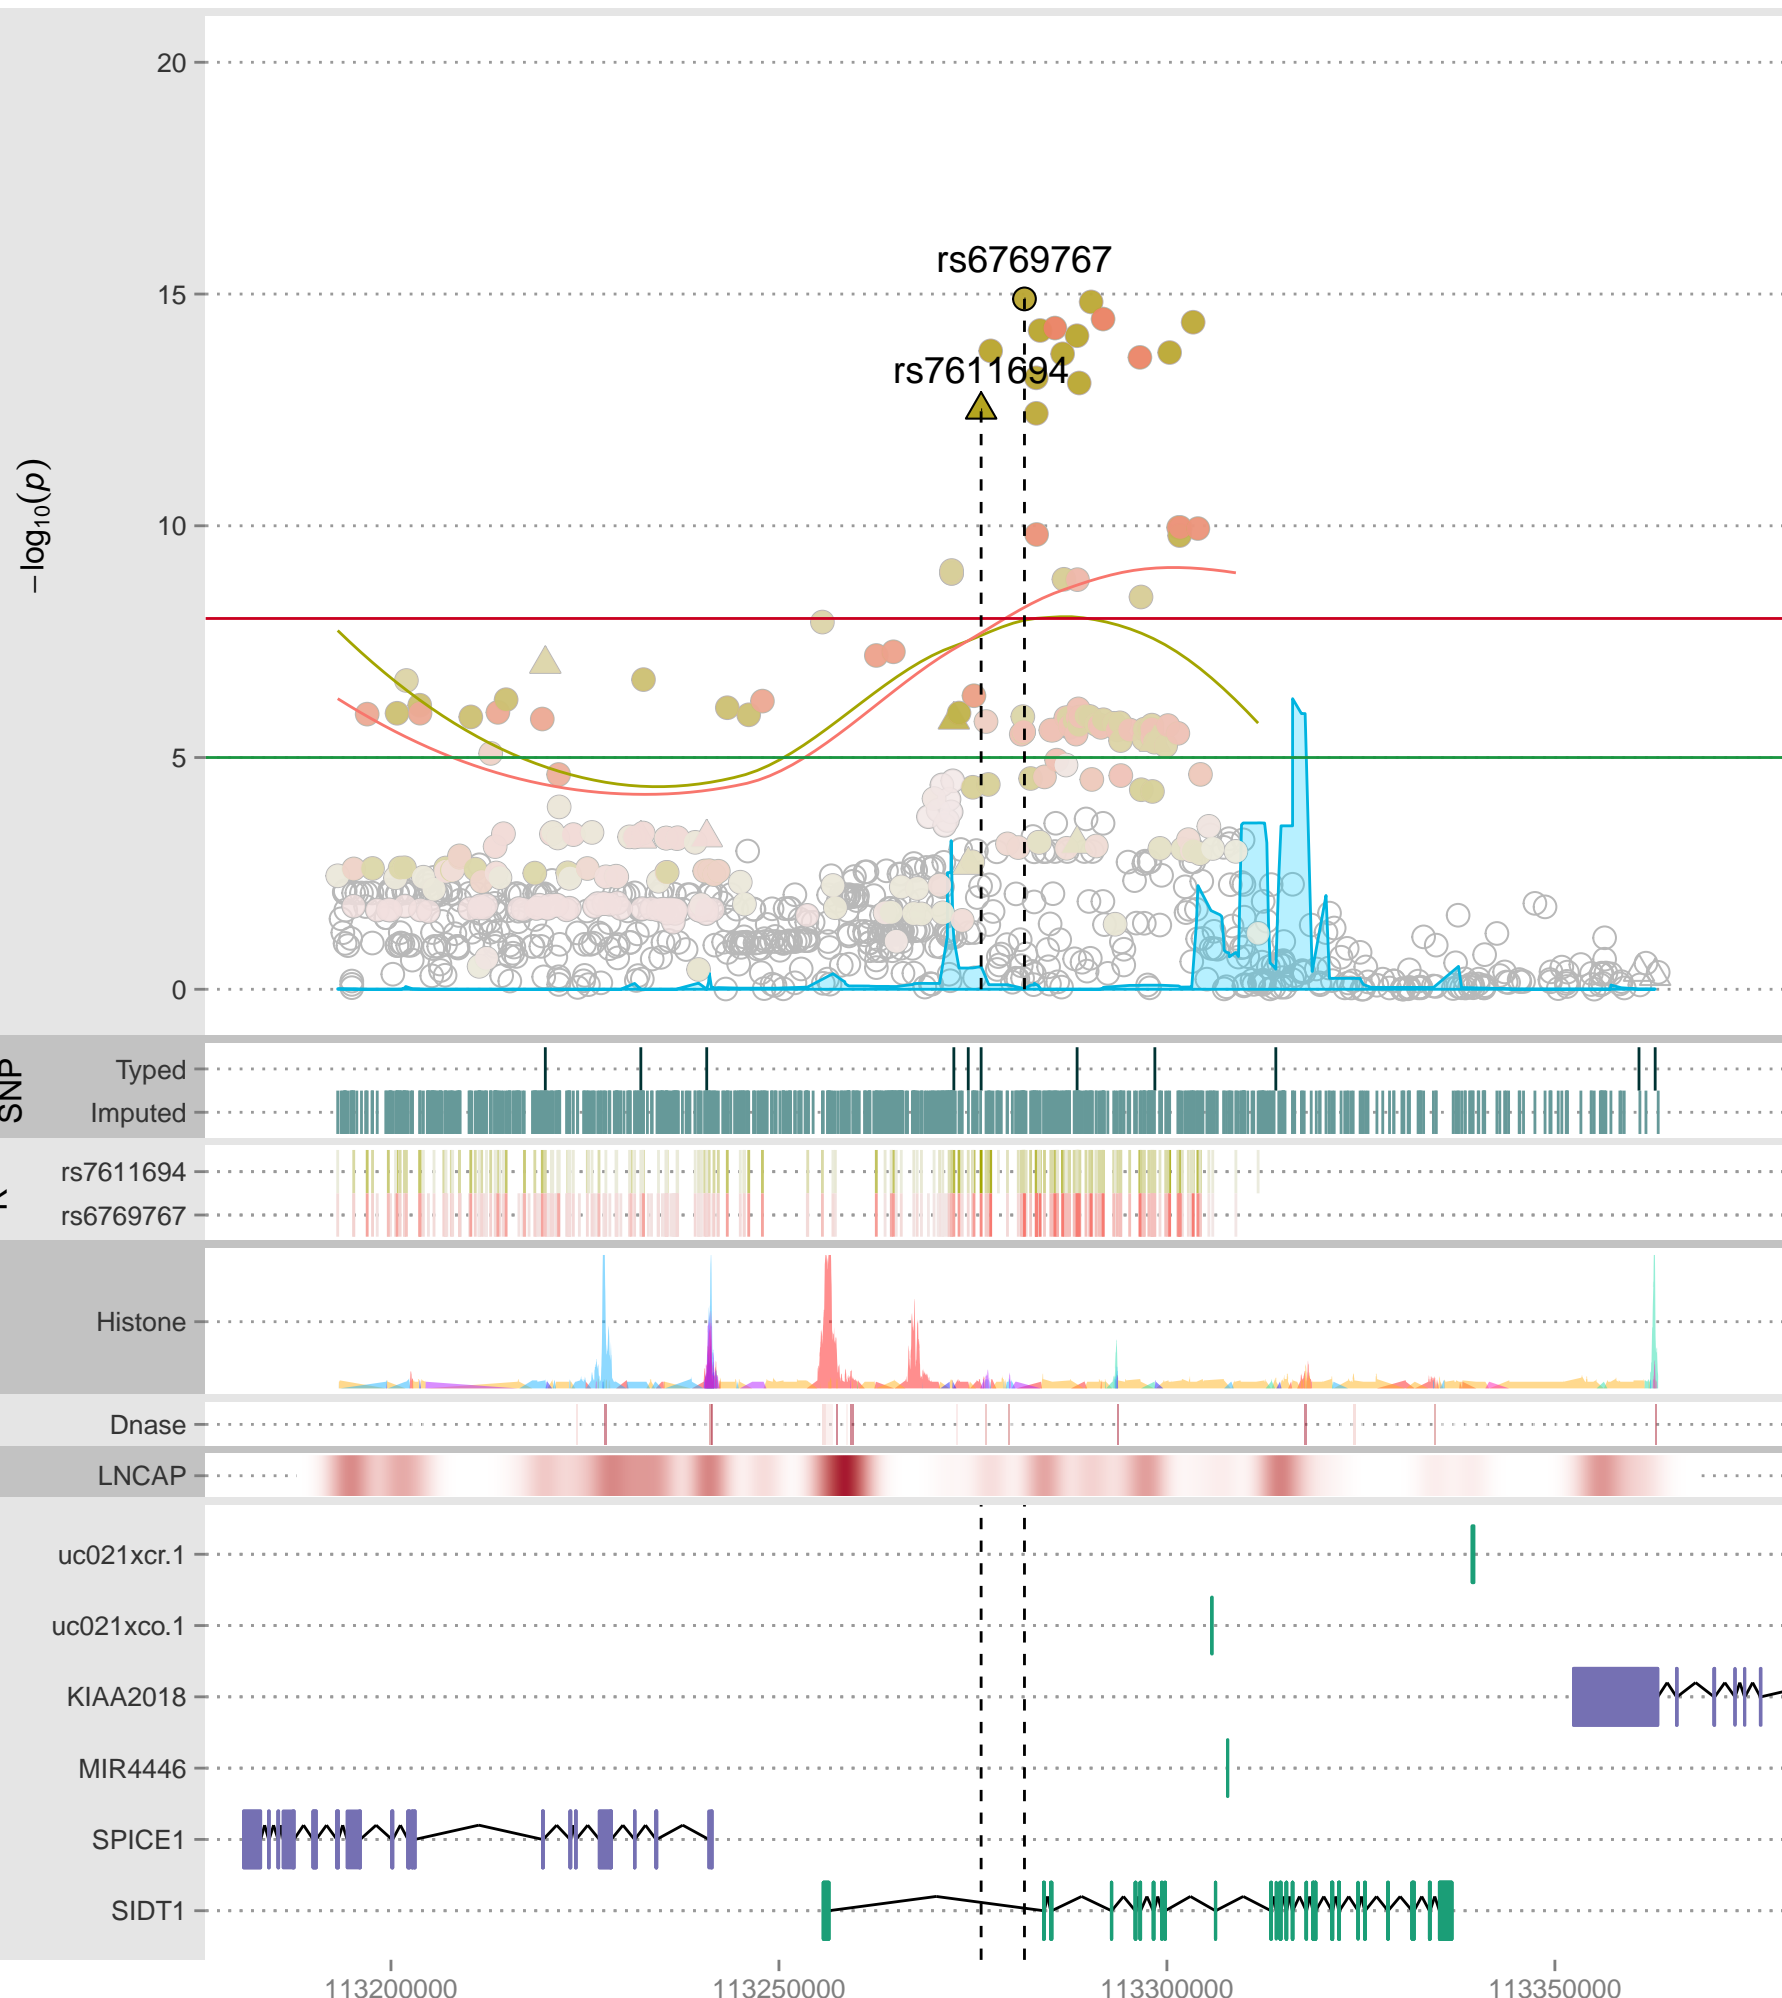 20
15
10
5
0
−log10(p)
rs6769767
rs7611694
SNP
Typed
Imputed
rs7611694
rs6769767
Histone
Dnase
LNCAP
uc021xcr.1
uc021xco.1
KIAA2018
MIR4446
SPICE1
SIDT1
113200000 113250000 113300000 113350000